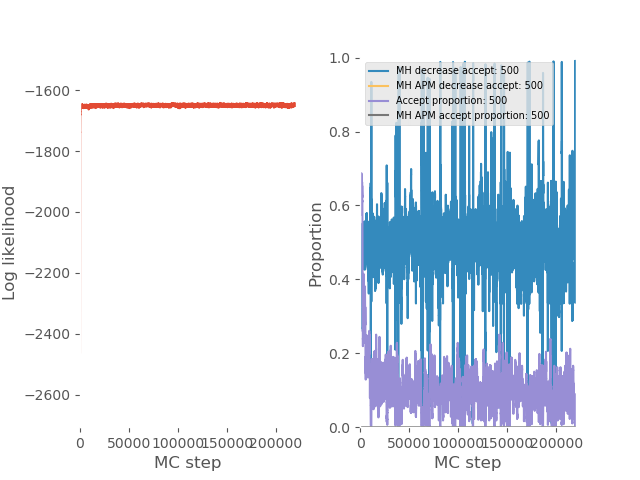 Log likelihood
−1600
−1800
−2000
−2200
−2400
−2600
0 50000 100000 150000 200000
MC step
Proportion
1.0
0.8
0.6
0.4
0.2
0.0
MH decrease accept: 500
MH APM decrease accept: 500
Accept proportion: 500
MH APM accept proportion: 500
0 50000 100000 150000 200000
MC step